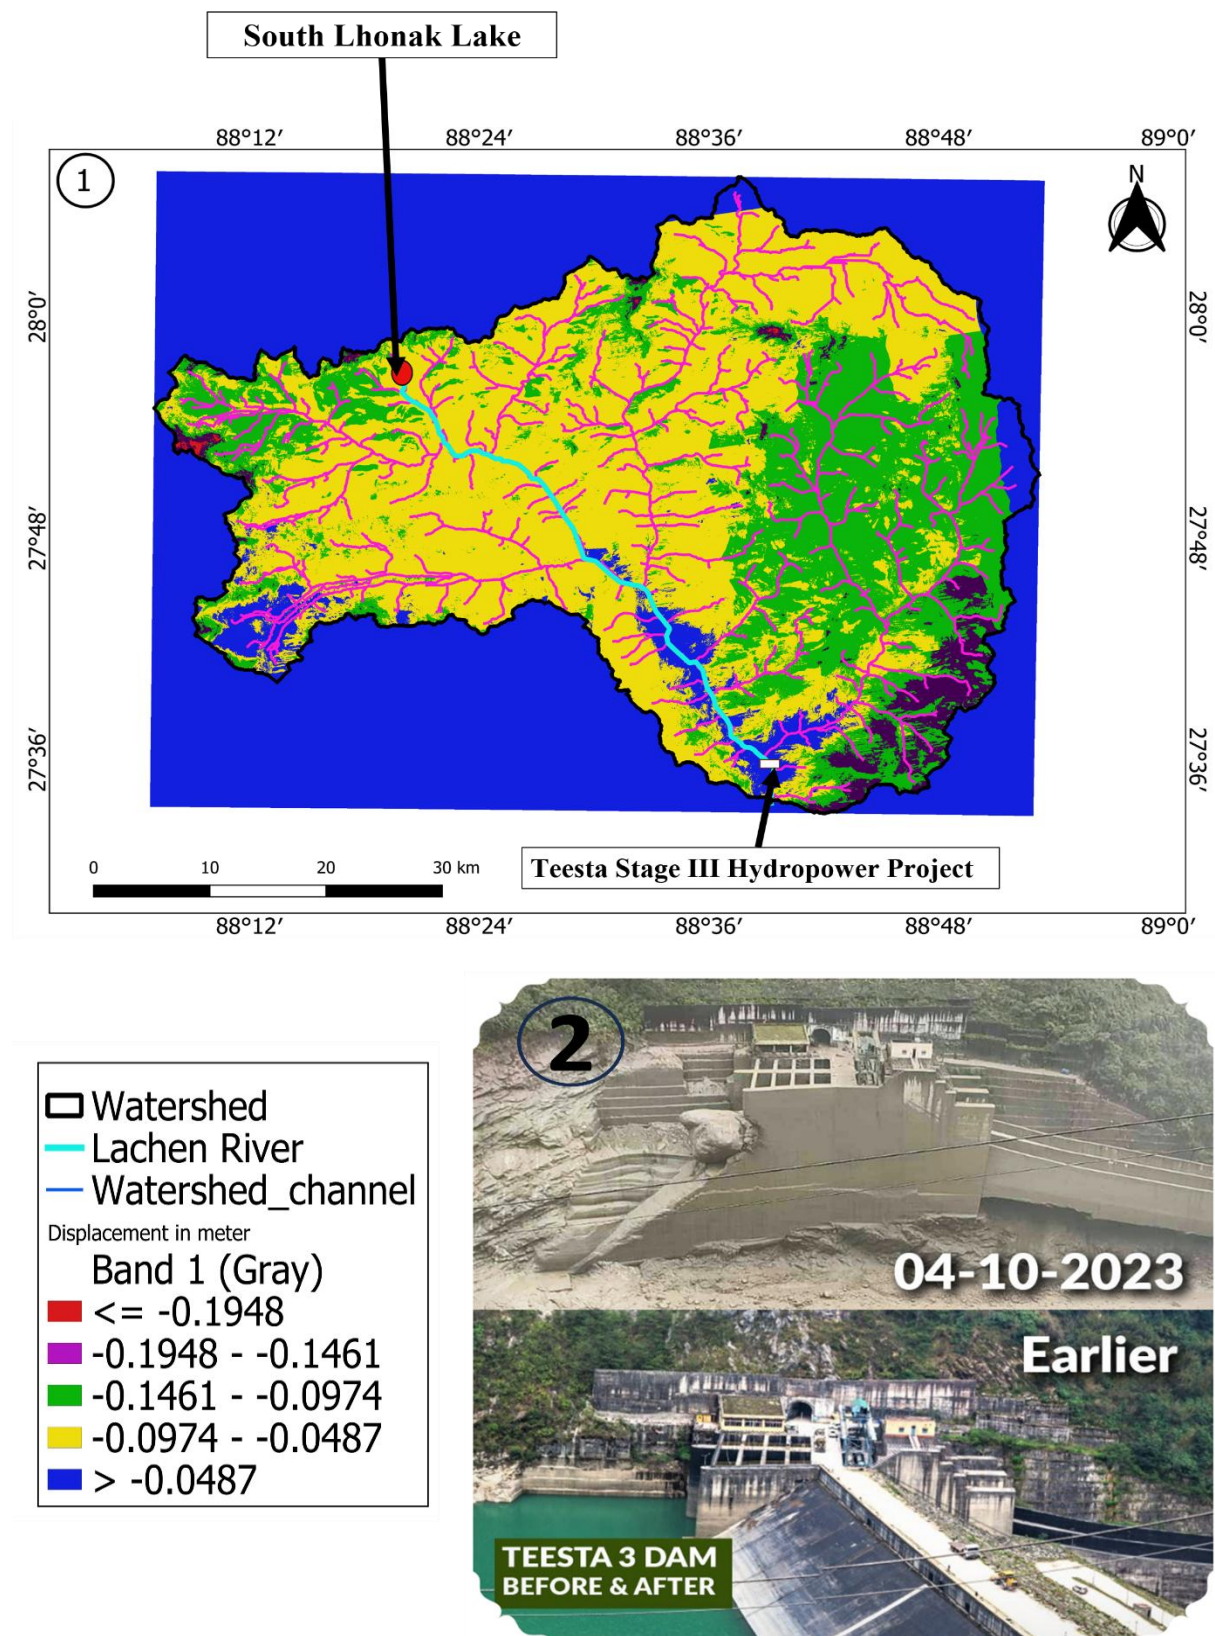 South Lhonak Lake
88°12′ 88°24′ 88°36′ 88°48′ 89°0′
1
N
28°0′
28°0′
27°48′
27°48′
27°36′
27°36′
0 10 20 30 km
Teesta Stage III Hydropower Project
88°12′ 88°24′ 88°36′ 88°48′ 89°0′
Watershed
Lachen River
Watershed_channel
Displacement in meter
Band 1 (Gray)
<= -0.1948
-0.1948 - -0.1461
-0.1461 - -0.0974
-0.0974 - -0.0487
> -0.0487
2
04-10-2023
Earlier
TEESTA 3 DAM
BEFORE & AFTER